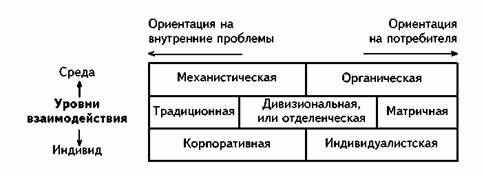 Ориентация на
внутренние проблемы
Ориентация
на потребителя
Среда
Уровни
взаимодействия
Индивид
Механистическая
Органическая
Традиционная
Дивизиональная,
или отделенческая
Матричная
Корпоративная
Индивидуалистская